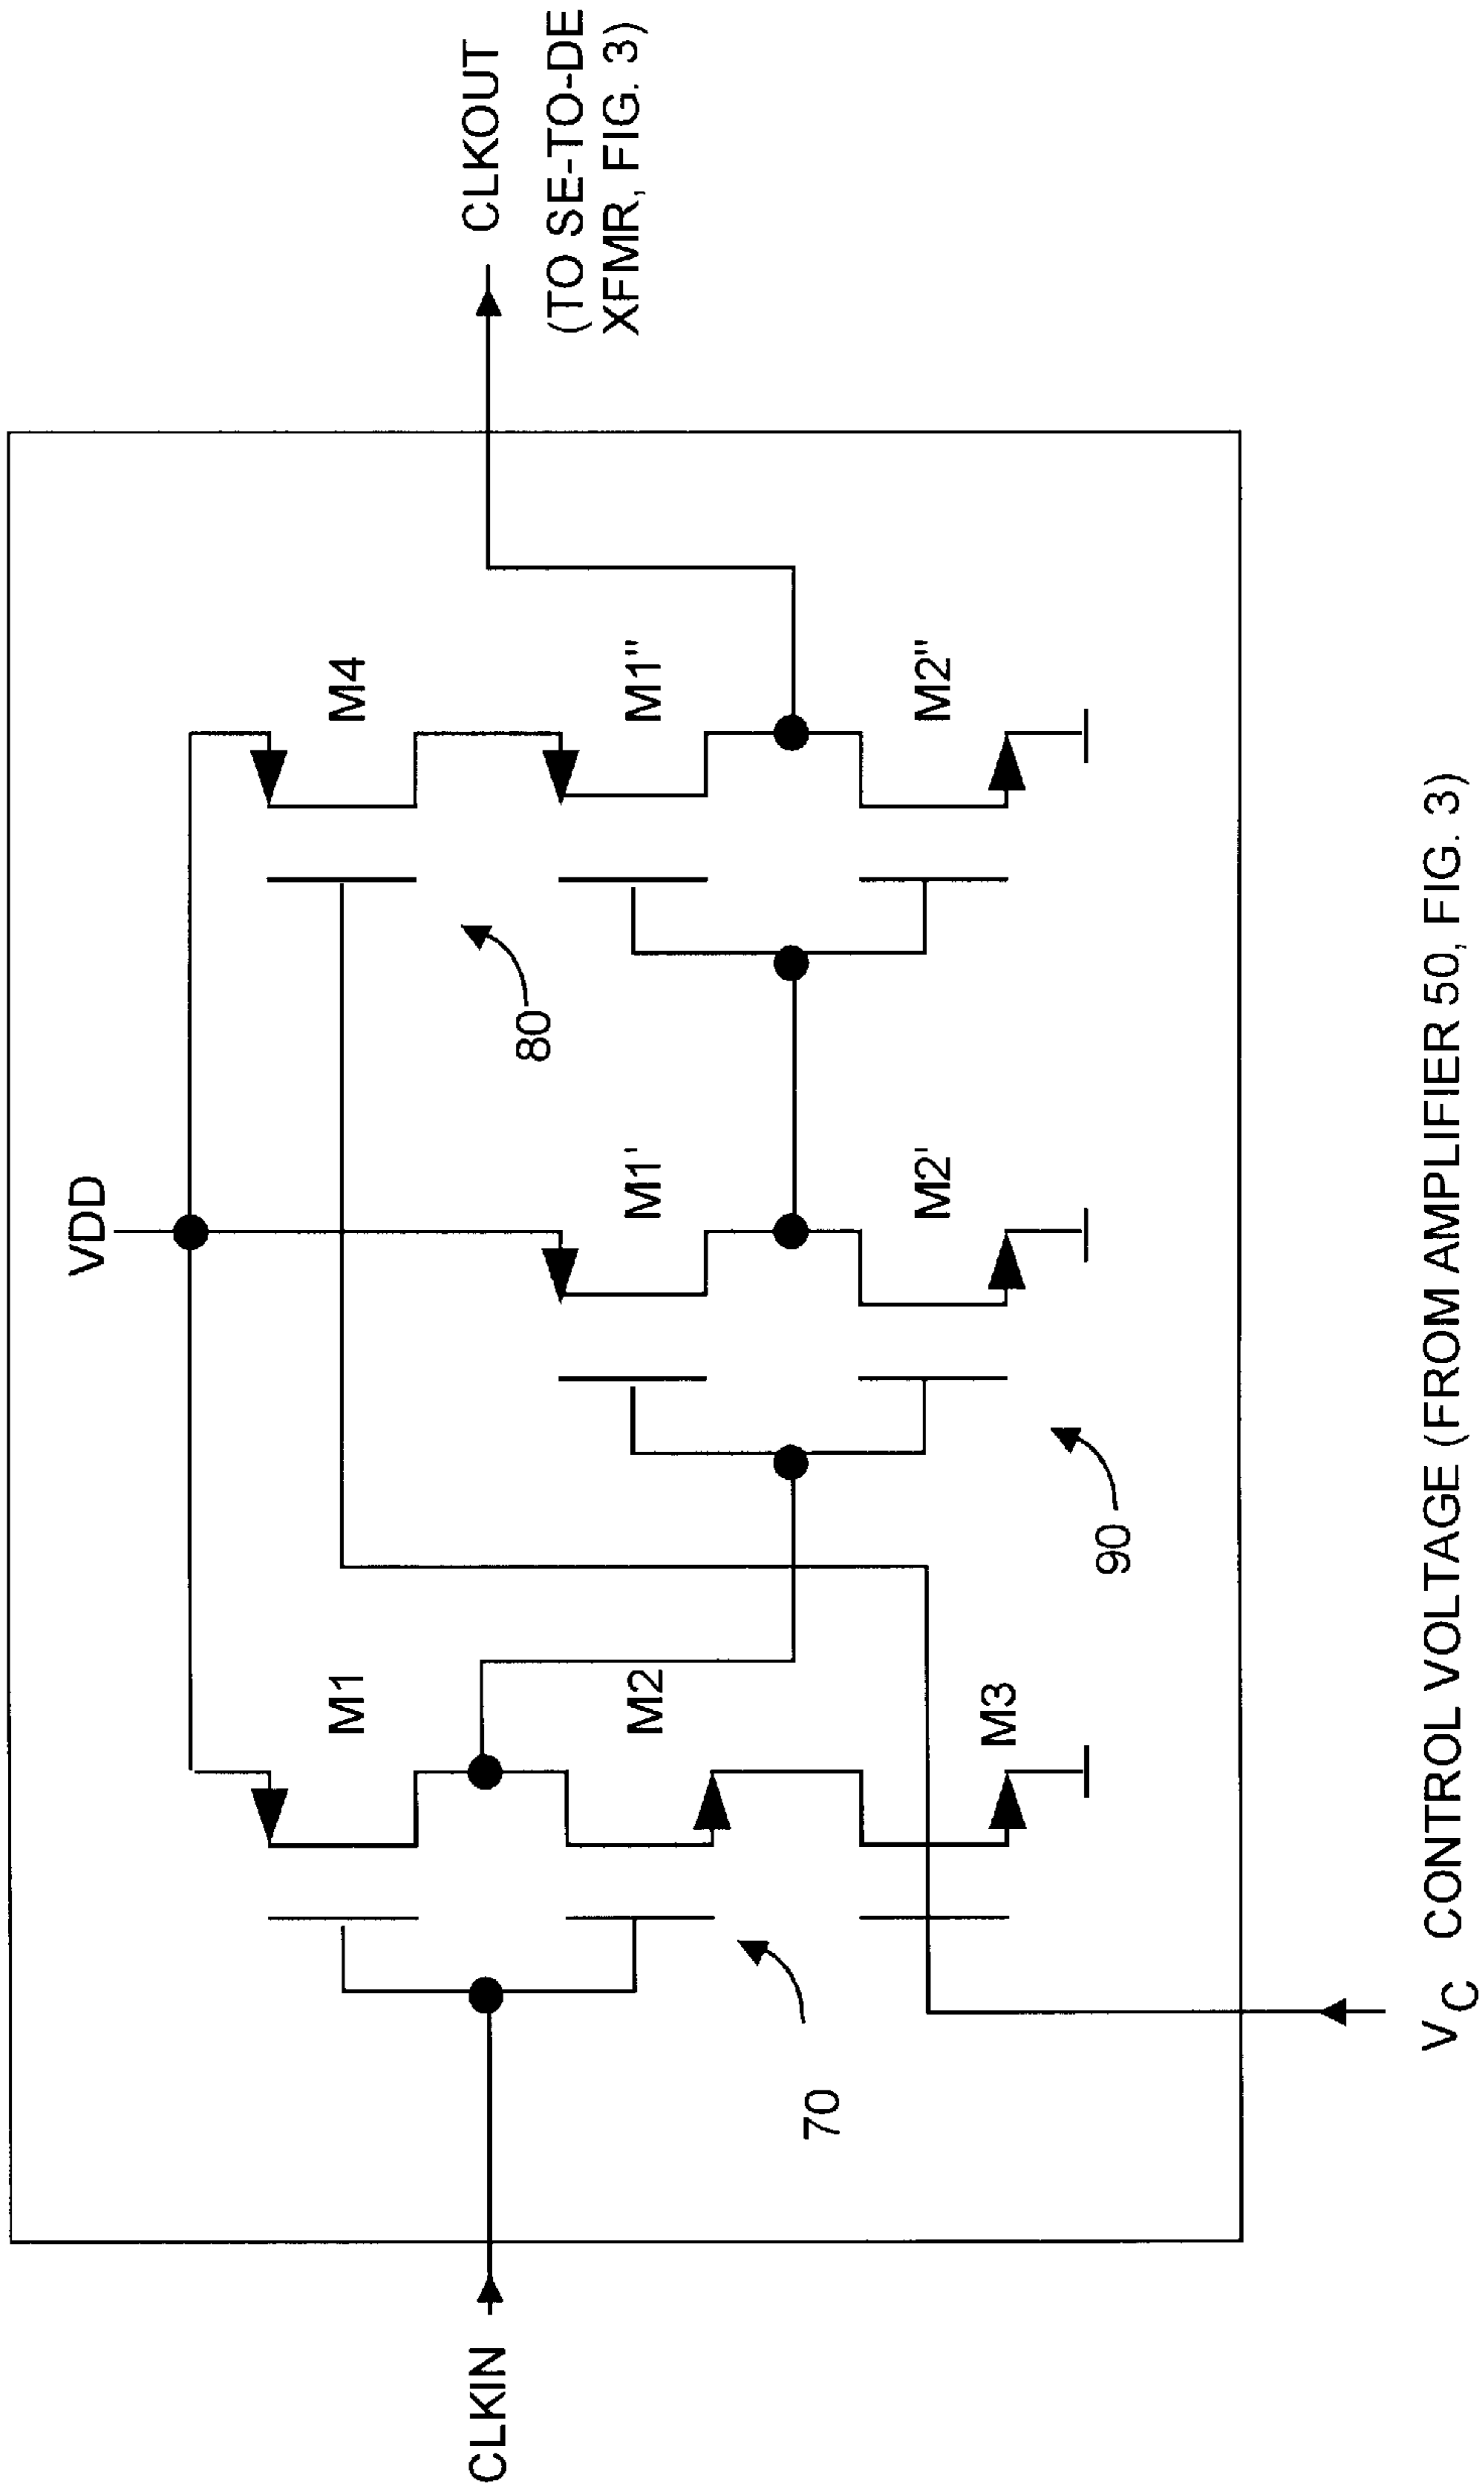 VDD
CLKIN
CLKOUT
(TO SE-TO-DE
XFMR, FIG. 3)
M1
M4
M2
M1'
M1"
M3
M2'
M2"
70
80
90
VC CONTROL VOLTAGE (FROM AMPLIFIER 50, FIG. 3)